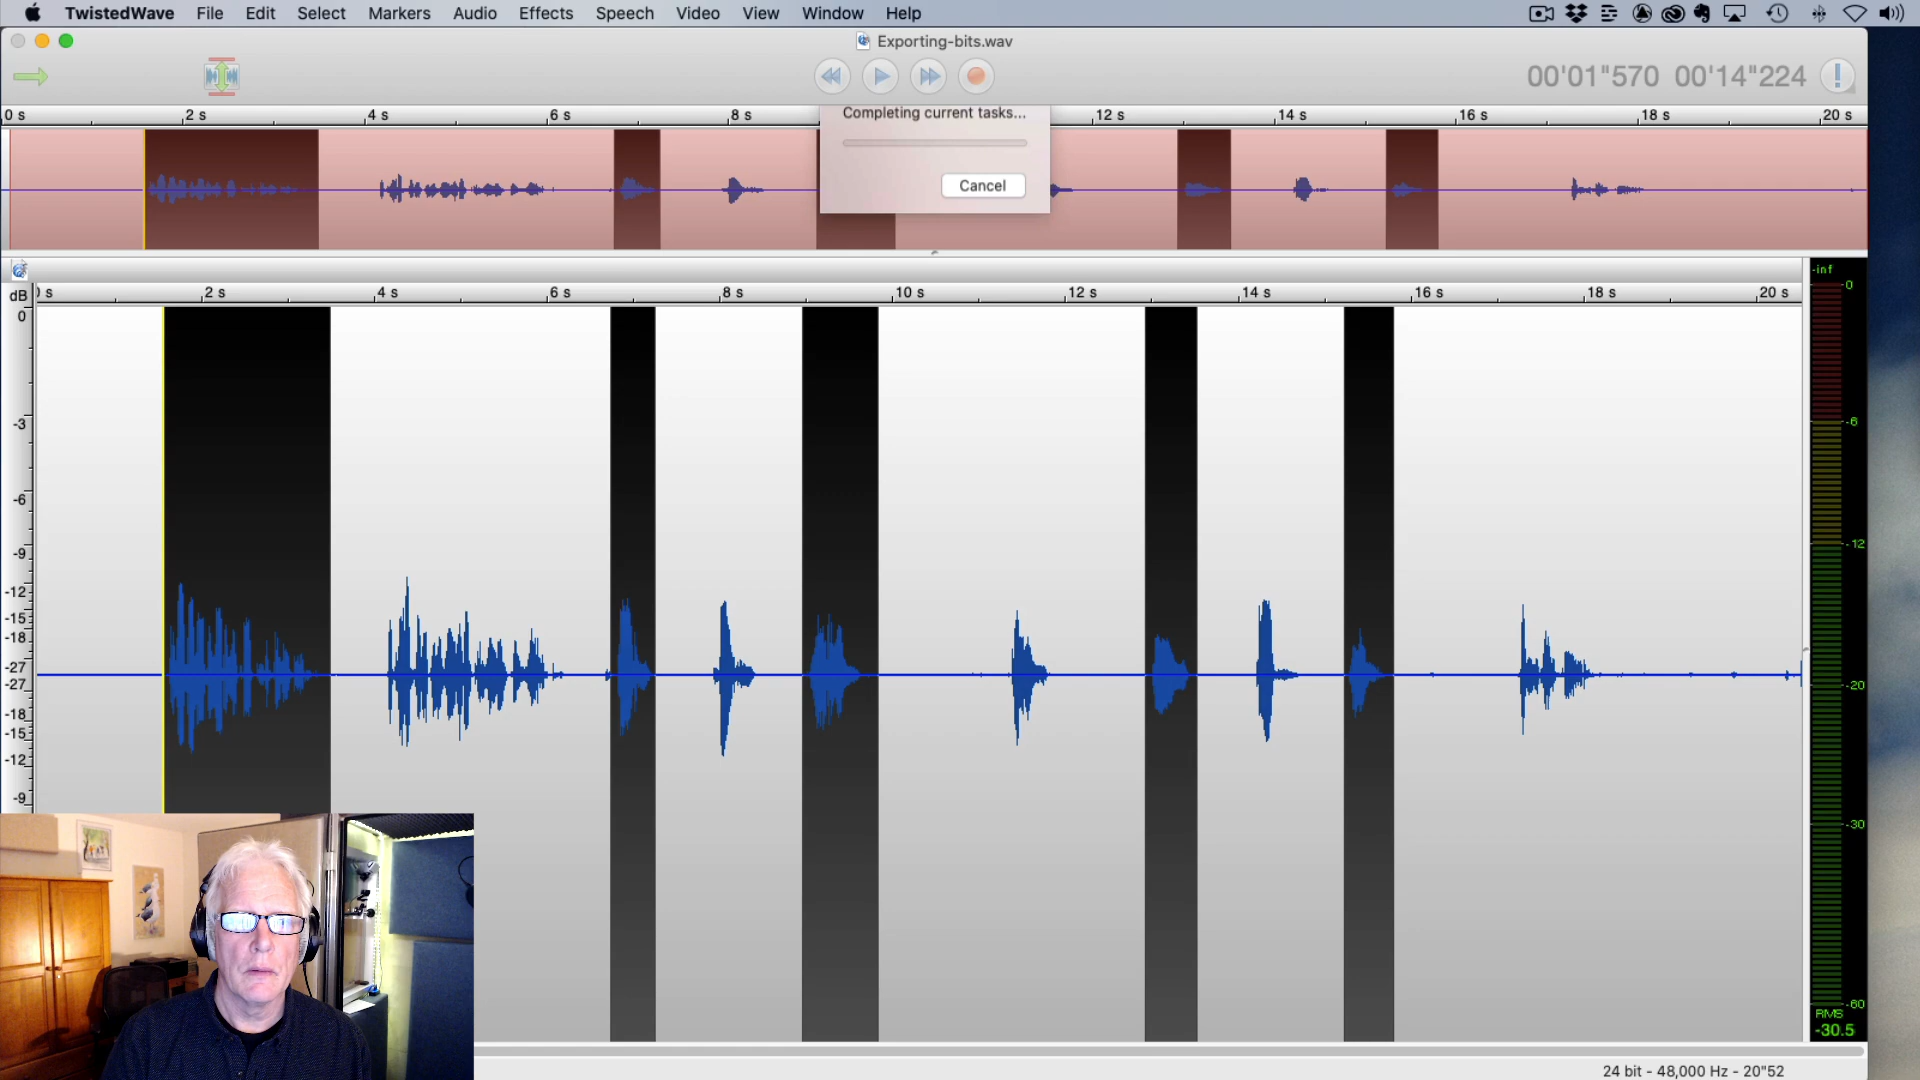 TwistedWave File Edit Select Markers Audio Effects Speech Video View Window Help
Exporting-bits.wav
00'01"570 00'14"224
0 s 2 s 4 s 6 s 8 s 12 s 14 s 16 s 18 s 20 s
Completing current tasks...
Cancel
-inf
dB ) s 2 s 4 s 6 s 8 s 10 s 12 s 14 s 16 s 18 s 20 s
0
-3
-6
-9
-12
-15
-18
-27
-27
-18
-15
-12
-9
0
-6
-12
-20
-30
-60
RMS
-30.5
24 bit - 48,000 Hz - 20"52